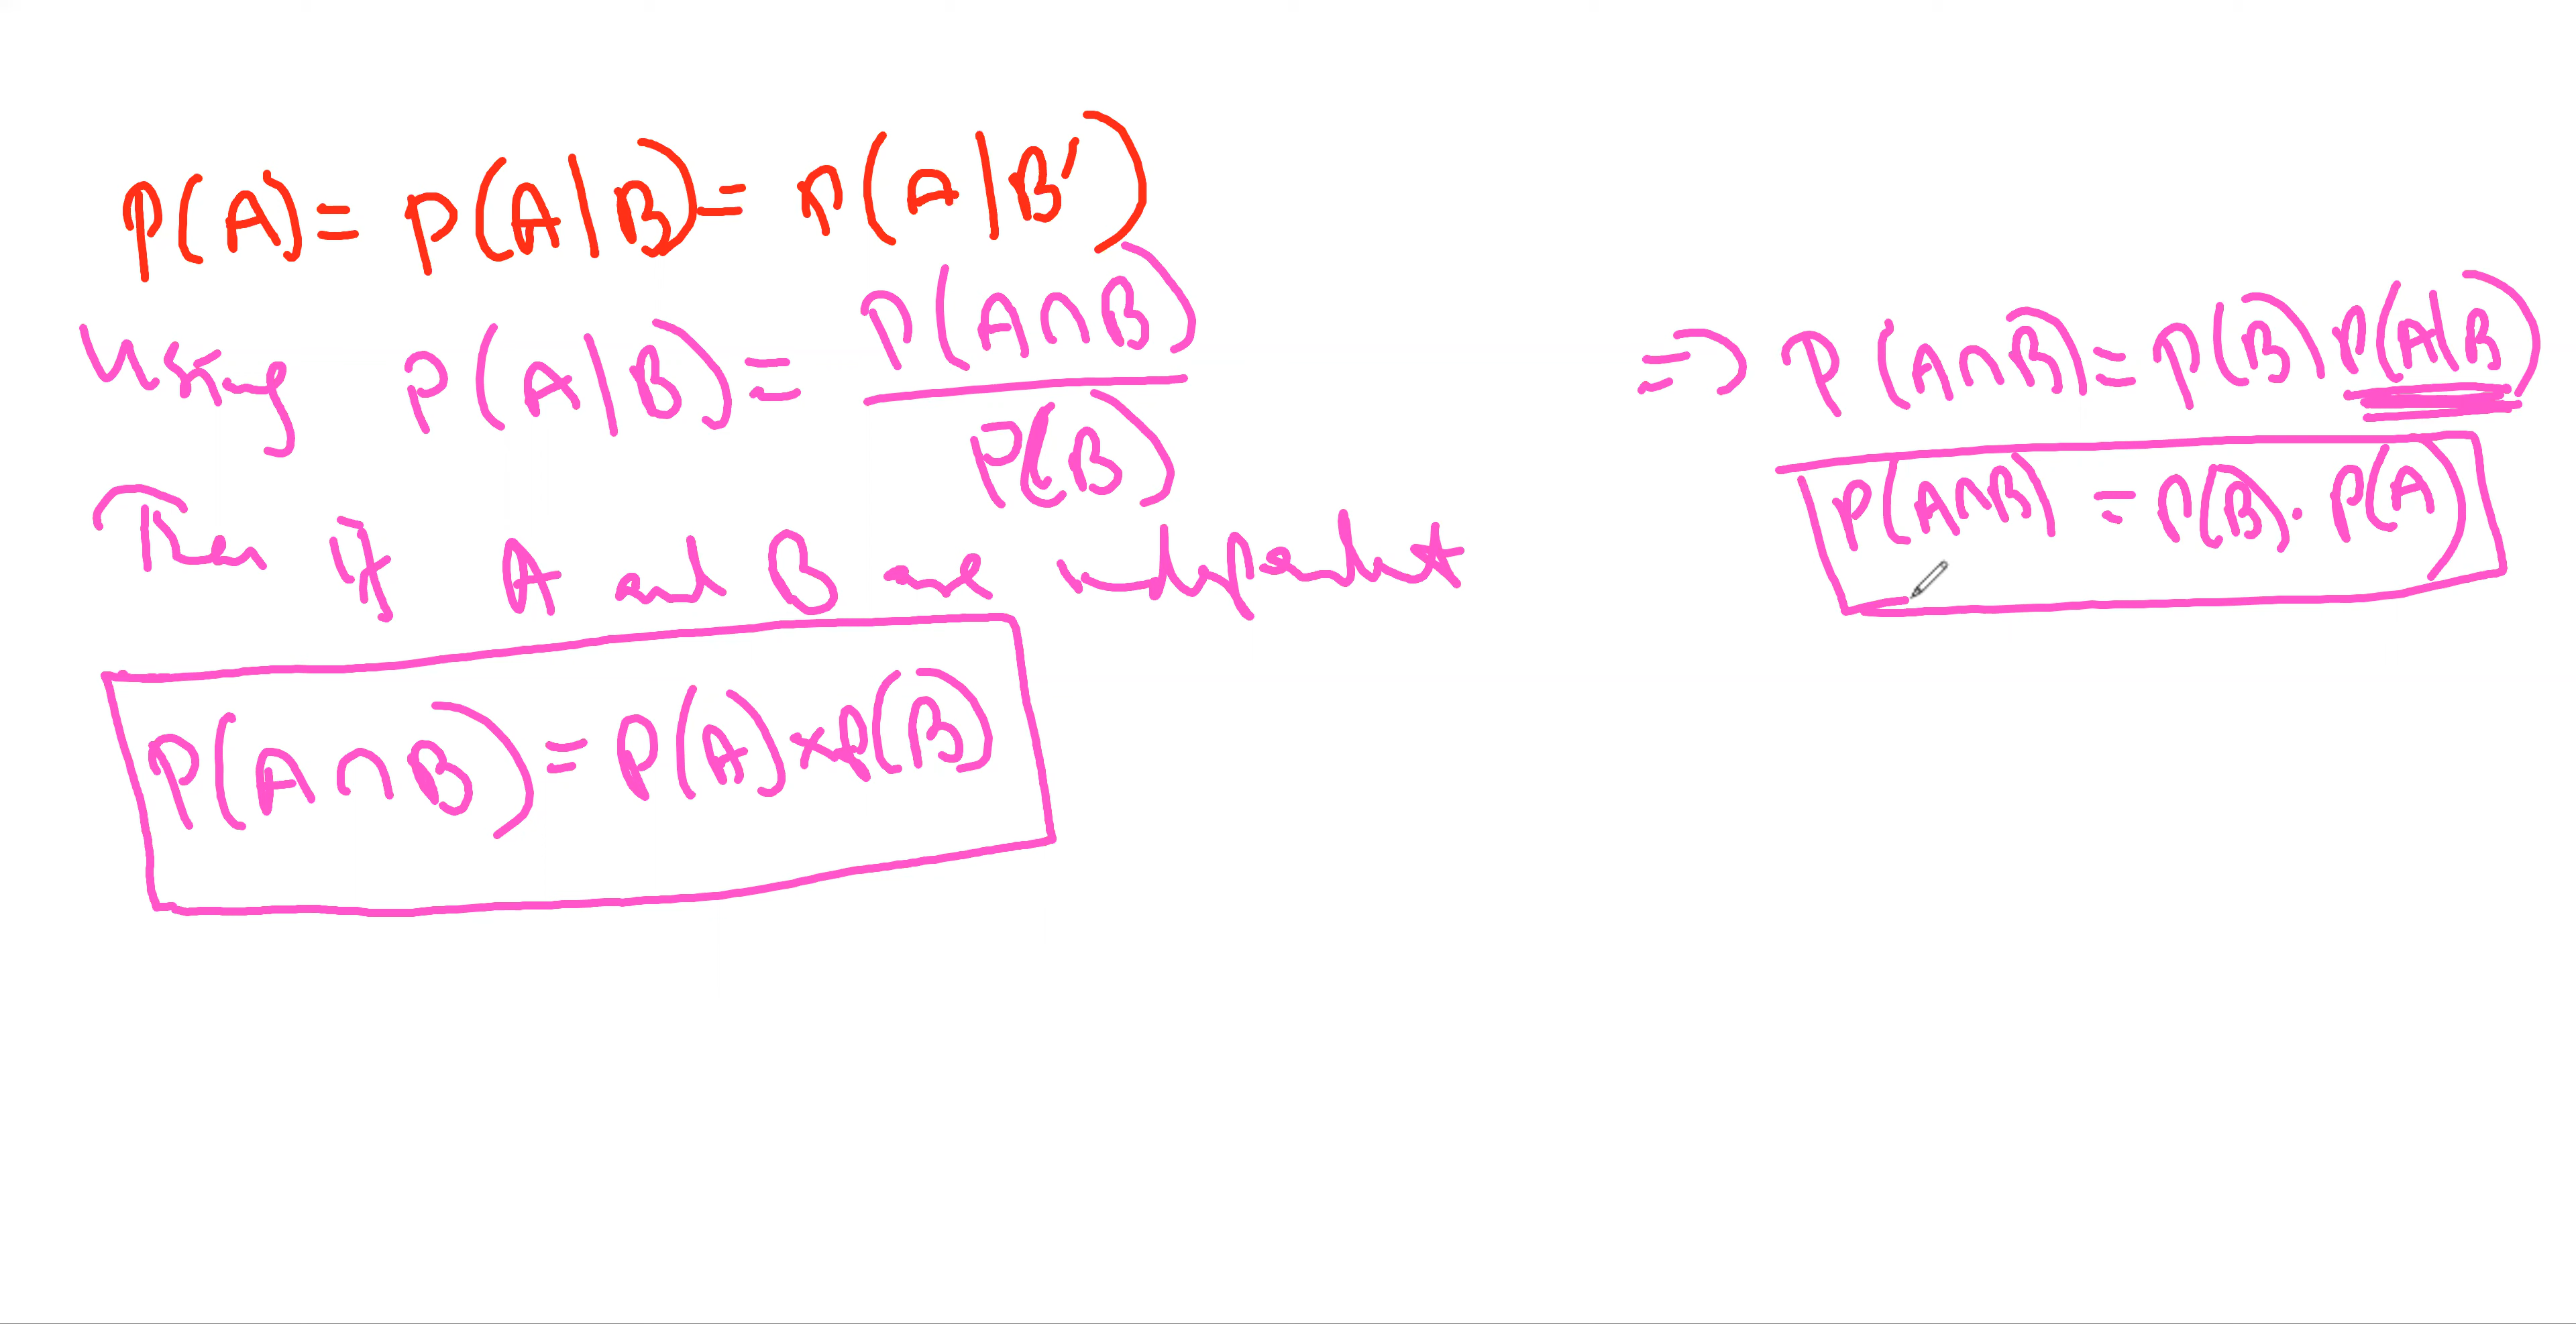 P(A) = P(A|B) = P(A|B')
Using P(A|B) = P(A∩B) / P(B)
Then if A and B are independent
P(A∩B) = P(A) × P(B)
⇒ P(A∩B) = P(B) P(A|B)
P(A∩B) = P(B) · P(A)